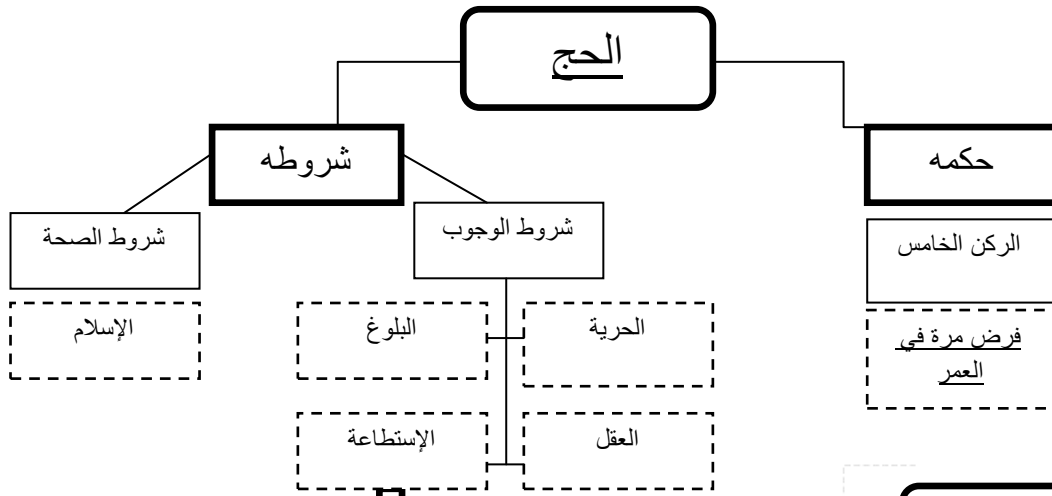 الحج
حكمه
شروطه
الركن الخامس
شروط الوجوب
شروط الصحة
فرض مرة في
العمر
الحرية
البلوغ
الإسلام
العقل
الإستطاعة